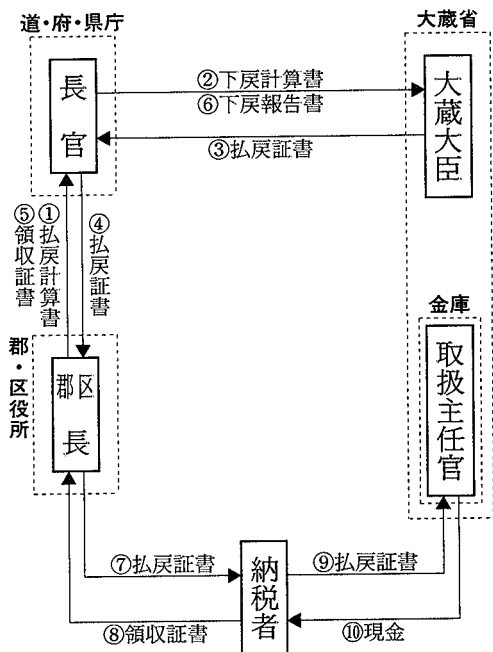 道・府・県庁
長官
大蔵省
大蔵大臣
②下戻計算書
⑥下戻報告書
③払戻証書
①払戻計算書
⑤領収証書
④払戻証書
郡・区役所
郡区長
金庫
取扱主任官
⑦払戻証書
⑧領収証書
納税者
⑨払戻証書
⑩現金